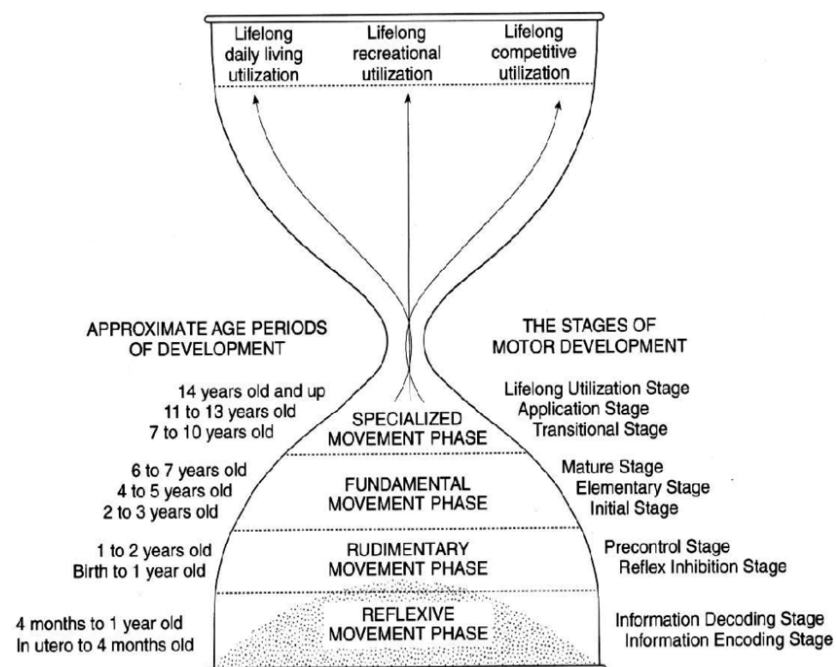 Lifelong
daily living
utilization
Lifelong
recreational
utilization
Lifelong
competitive
utilization
APPROXIMATE AGE PERIODS
OF DEVELOPMENT
THE STAGES OF
MOTOR DEVELOPMENT
14 years old and up
11 to 13 years old
7 to 10 years old
SPECIALIZED
MOVEMENT PHASE
Lifelong Utilization Stage
Application Stage
Transitional Stage
6 to 7 years old
4 to 5 years old
2 to 3 years old
FUNDAMENTAL
MOVEMENT PHASE
Mature Stage
Elementary Stage
Initial Stage
1 to 2 years old
Birth to 1 year old
RUDIMENTARY
MOVEMENT PHASE
Precontrol Stage
Reflex Inhibition Stage
4 months to 1 year old
In utero to 4 months old
REFLEXIVE
MOVEMENT PHASE
Information Decoding Stage
Information Encoding Stage